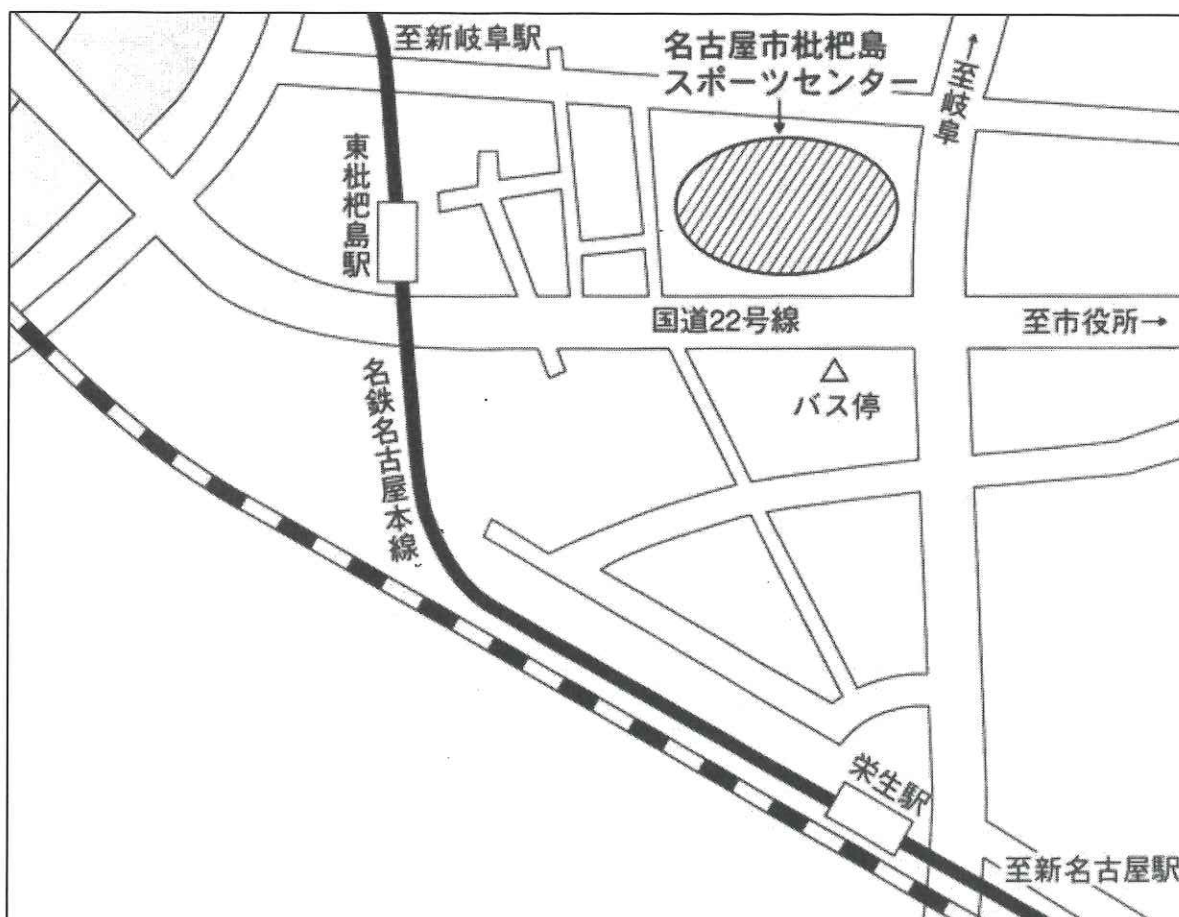 至新岐阜駅
名古屋市枇杷島
スポーツセンター
←至岐阜
東枇杷島駅
国道22号線
至市役所→
△
バス停
名鉄名古屋本線
栄生駅
至新名古屋駅